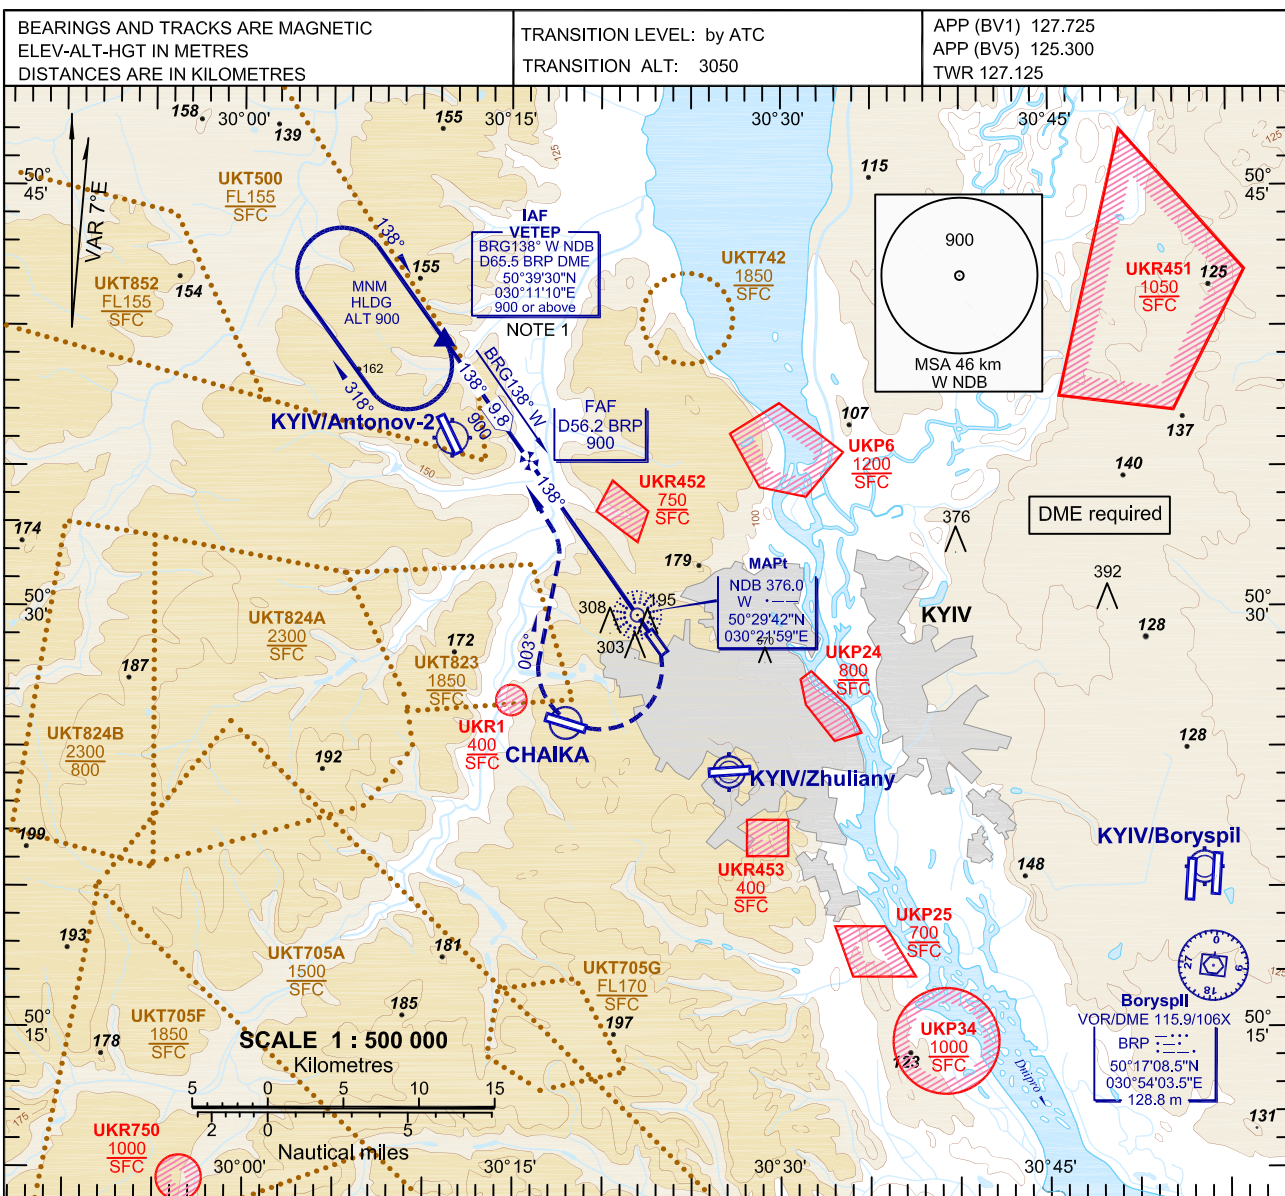 BEARINGS AND TRACKS ARE MAGNETIC
ELEV-ALT-HGT IN METRES
DISTANCES ARE IN KILOMETRES
TRANSITION LEVEL: by ATC
TRANSITION ALT: 3050
APP (BV1) 127.725
APP (BV5) 125.300
TWR 127.125
30°00'
30°15'
30°30'
30°45'
158
139
155
125
115
125
50°
45'
50°
45'
VAR 7°E
UKT500
FL155
SFC
138°
155
IAF
VETEP
BRG138° W NDB
D65.5 BRP DME
50°39'30"N
030°11'10"E
900 or above
NOTE 1
UKT742
1850
SFC
900
MSA 46 km
W NDB
UKR451
1050
SFC
125
UKT852
FL155
SFC
154
MNM
HLDG
ALT 900
162
318°
138°
9.8
900
BRG138° W
KYIV/Antonov-2
FAF
D56.2 BRP
900
107
137
UKP6
1200
SFC
140
150
138°
UKR452
750
SFC
100
DME required
376
392
174
179
MAPt
NDB 376.0
W ·——
50°29'42"N
030°21'59"E
370
308
195
303
KYIV
50°
30'
50°
30'
128
UKT824A
2300
SFC
172
003°
187
UKT823
1850
SFC
UKP24
800
SFC
UKR1
400
SFC
CHAIKA
UKT824B
2300
800
192
128
KYIV/Zhuliany
199
KYIV/Boryspil
UKR453
400
SFC
148
UKP25
700
SFC
193
181
UKT705A
1500
SFC
UKT705G
FL170
SFC
0
9
18
27
125
185
197
Boryspil
VOR/DME 115.9/106X
BRP —··· ·—· ·——·
50°17'08.5"N
030°54'03.5"E
128.8 m
50°
15'
50°
15'
UKT705F
1850
SFC
178
SCALE 1 : 500 000
Kilometres
5 0 5 10 15
2 0 5
Nautical miles
UKP34
1000
SFC
123
Dnipro
131
175
UKR750
1000
SFC
30°00'
30°15'
30°30'
30°45'